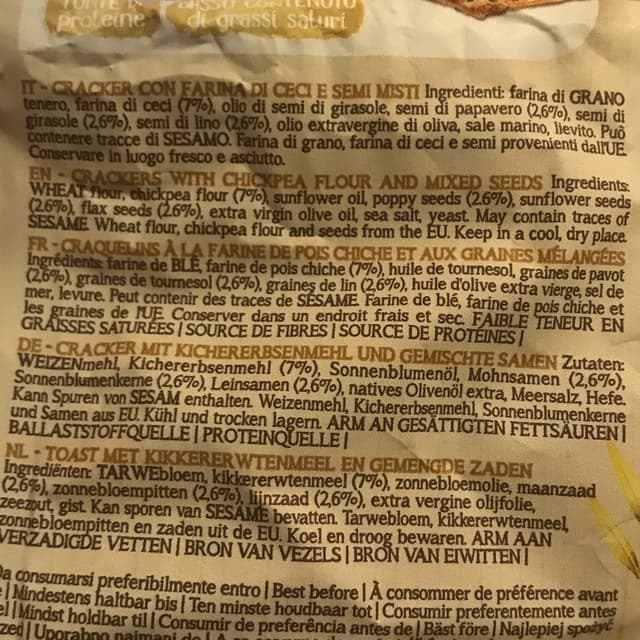 proteine di grassi saturi
IT - CRACKER CON FARINA DI CECI E SEMI MISTI Ingredienti: farina di GRANO
tenero, farina di ceci (7%), olio di semi di girasole, semi di papavero (2,6%), semi di
girasole (2,6%), semi di lino (2,6%), olio extravergine di oliva, sale marino, lievito. Può
contenere tracce di SESAMO. Farina di grano, farina di ceci e semi provenienti dall'UE.
Conservare in luogo fresco e asciutto.
EN - CRACKERS WITH CHICKPEA FLOUR AND MIXED SEEDS Ingredients:
WHEAT flour, chickpea flour (7%), sunflower oil, poppy seeds (2.6%), sunflower seeds
(2.6%), flax seeds (2.6%), extra virgin olive oil, sea salt, yeast. May contain traces of
SESAME. Wheat flour, chickpea flour and seeds from the EU. Keep in a cool, dry place.
FR - CRAQUELINS À LA FARINE DE POIS CHICHE ET AUX GRAINES MÉLANGÉES
Ingrédients: farine de BLÉ, farine de pois chiche (7%), huile de tournesol, graines de pavot
(2,6%), graines de tournesol (2,6%), graines de lin (2,6%), huile d'olive extra vierge, sel de
mer, levure. Peut contenir des traces de SÉSAME. Farine de blé, farine de pois chiche et
les graines de l'UE. Conserver dans un endroit frais et sec. FAIBLE TENEUR EN
GRAISSES SATURÉES | SOURCE DE FIBRES | SOURCE DE PROTÉINES |
DE - CRACKER MIT KICHERERBSENMEHL UND GEMISCHTE SAMEN Zutaten:
WEIZENmehl, Kichererbsenmehl (7%), Sonnenblumenöl, Mohnsamen (2,6%),
Sonnenblumenkerne (2,6%), Leinsamen (2,6%), natives Olivenöl extra, Meersalz, Hefe.
Kann Spuren von SESAM enthalten. Weizenmehl, Kichererbsenmehl, Sonnenblumenkerne
und Samen aus EU. Kühl und trocken lagern. ARM AN GESÄTTIGTEN FETTSÄUREN |
BALLASTSTOFFQUELLE | PROTEINQUELLE |
NL - TOAST MET KIKKERERWTENMEEL EN GEMENGDE ZADEN
Ingrediënten: TARWEbloem, kikkererwtenmeel (7%), zonnebloemolie, maanzaad
(2,6%), zonnebloempitten (2,6%), lijnzaad (2,6%), extra vergine olijfolie,
zeezout, gist. Kan sporen van SESAME bevatten. Tarwebloem, kikkererwtenmeel,
zonnebloempitten en zaden uit de EU. Koel en droog bewaren. ARM AAN
VERZADIGDE VETTEN | BRON VAN VEZELS | BRON VAN EIWITTEN |
Da consumarsi preferibilmente entro | Best before | À consommer de préférence avant
| Mindestens haltbar bis | Ten minste houdbaar tot | Consumir preferentemente antes
| Mindst holdbar til | Consumir de preferência antes de | Bäst före | Najlepiej spożyć